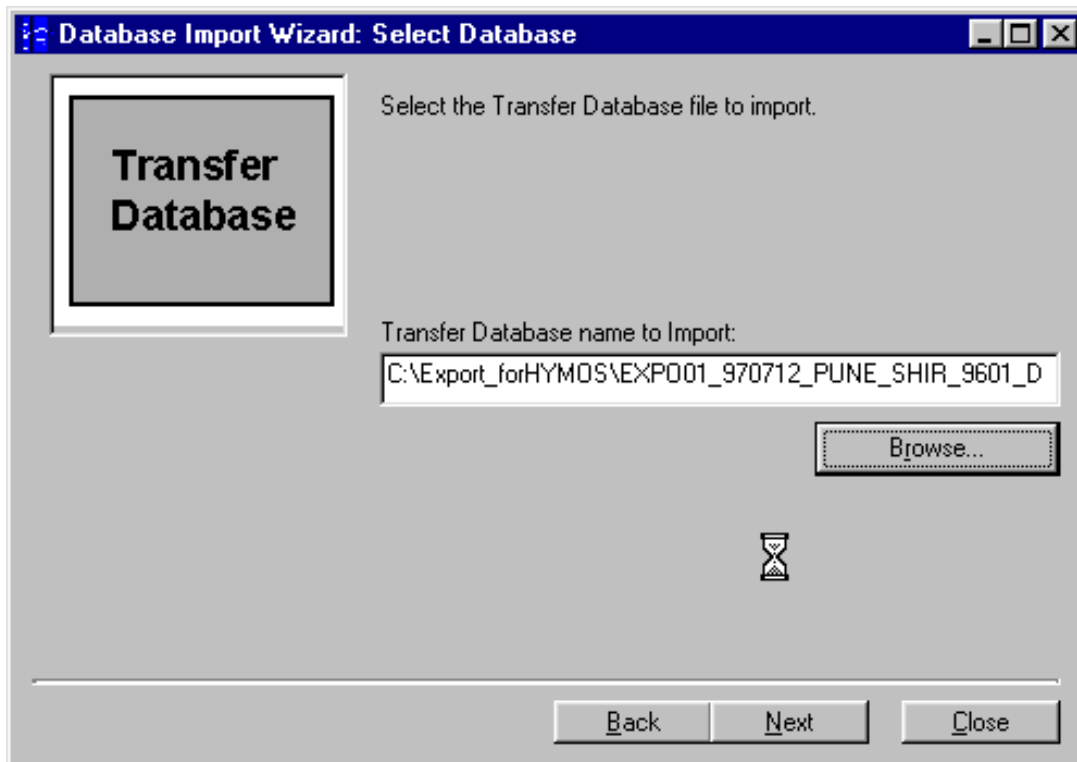 Database Import Wizard: Select Database
Transfer
Database
Select the Transfer Database file to import.
Transfer Database name to Import:
C:\Export_forHYMOS\EXPO01_970712_PUNE_SHIR_9601_D
Browse...
Back
Next
Close